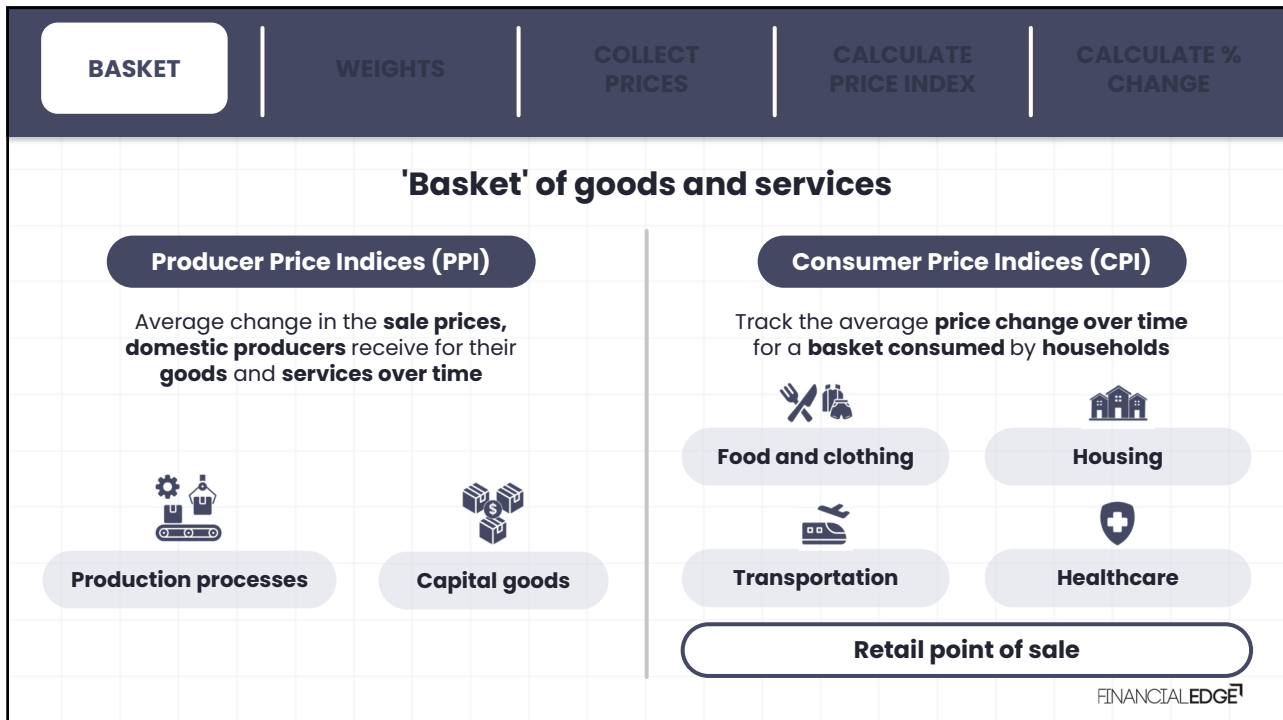 BASKET
WEIGHTS
COLLECT
PRICES
CALCULATE
PRICE INDEX
CALCULATE %
CHANGE
'Basket' of goods and services
Producer Price Indices (PPI)
Average change in the sale prices,
domestic producers receive for their
goods and services over time
$
Production processes
Capital goods
Consumer Price Indices (CPI)
Track the average price change over time
for a basket consumed by households
Food and clothing
Housing
Transportation
Healthcare
Retail point of sale
FINANCIALEDGE